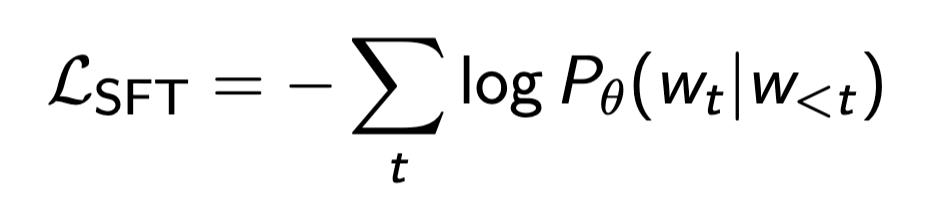 ℒ_SFT = − ∑_t log P_θ(w_t|w_{<t})